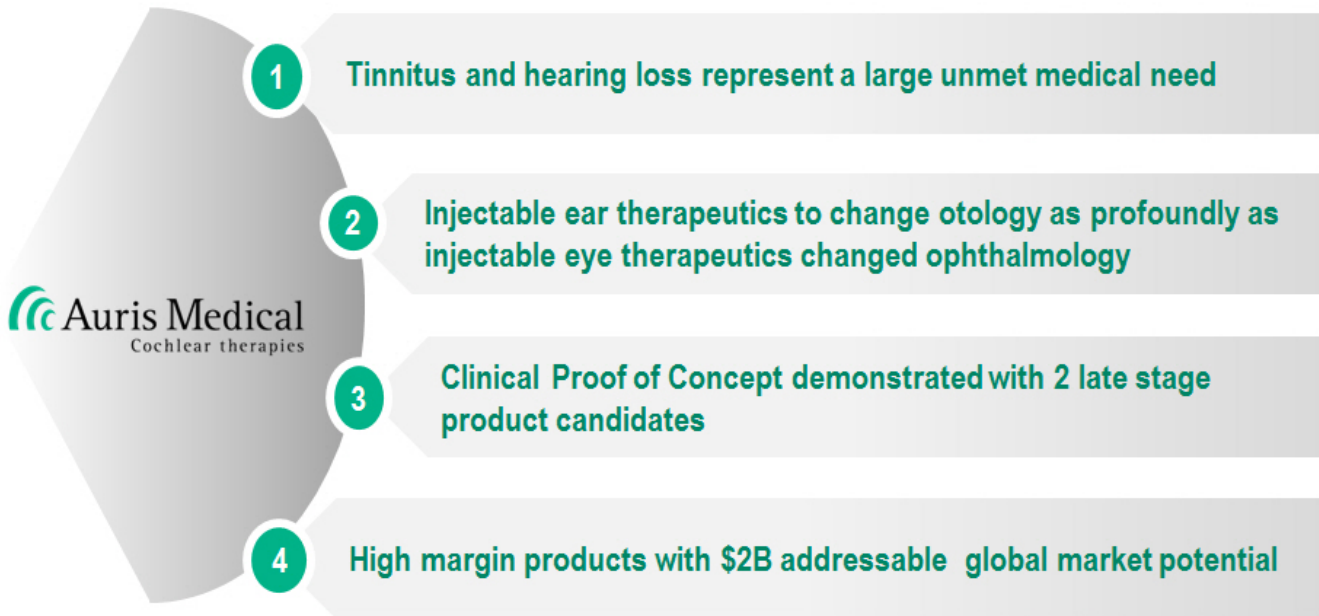 1
Tinnitus and hearing loss represent a large unmet medical need
2
Injectable ear therapeutics to change otology as profoundly as
injectable eye therapeutics changed ophthalmology
Auris Medical
Cochlear therapies
3
Clinical Proof of Concept demonstrated with 2 late stage
product candidates
4
High margin products with $2B addressable global market potential